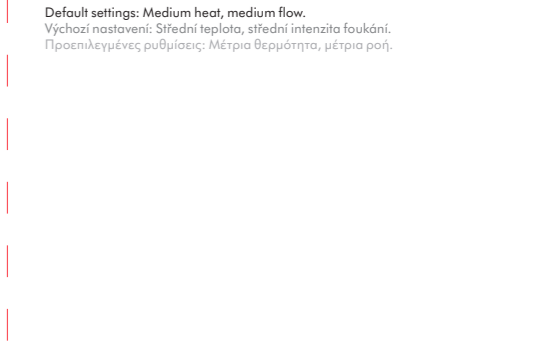 Default settings: Medium heat, medium flow.
Výchozí nastavení: Střední teplota, střední intenzita foukání.
Προεπιλεγμένες ρυθμίσεις: Μέτρια θερμότητα, μέτρια ροή.